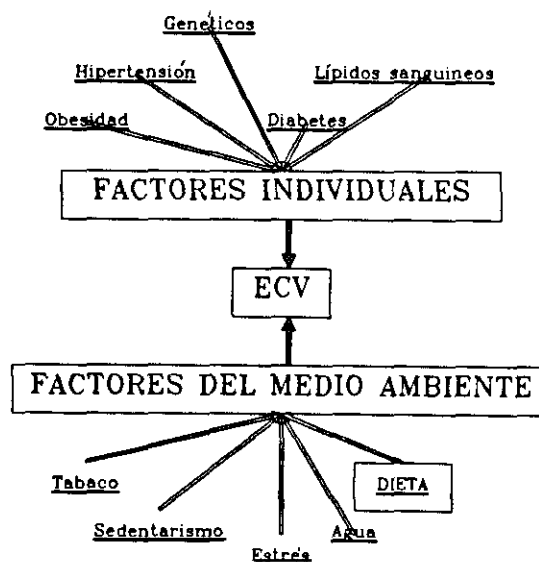 Geneticos
Hipertensión
Lípidos sanguineos
Obesidad
Diabetes
FACTORES INDIVIDUALES
ECV
FACTORES DEL MEDIO AMBIENTE
Tabaco
DIETA
Sedentarismo
Agua
Estrés